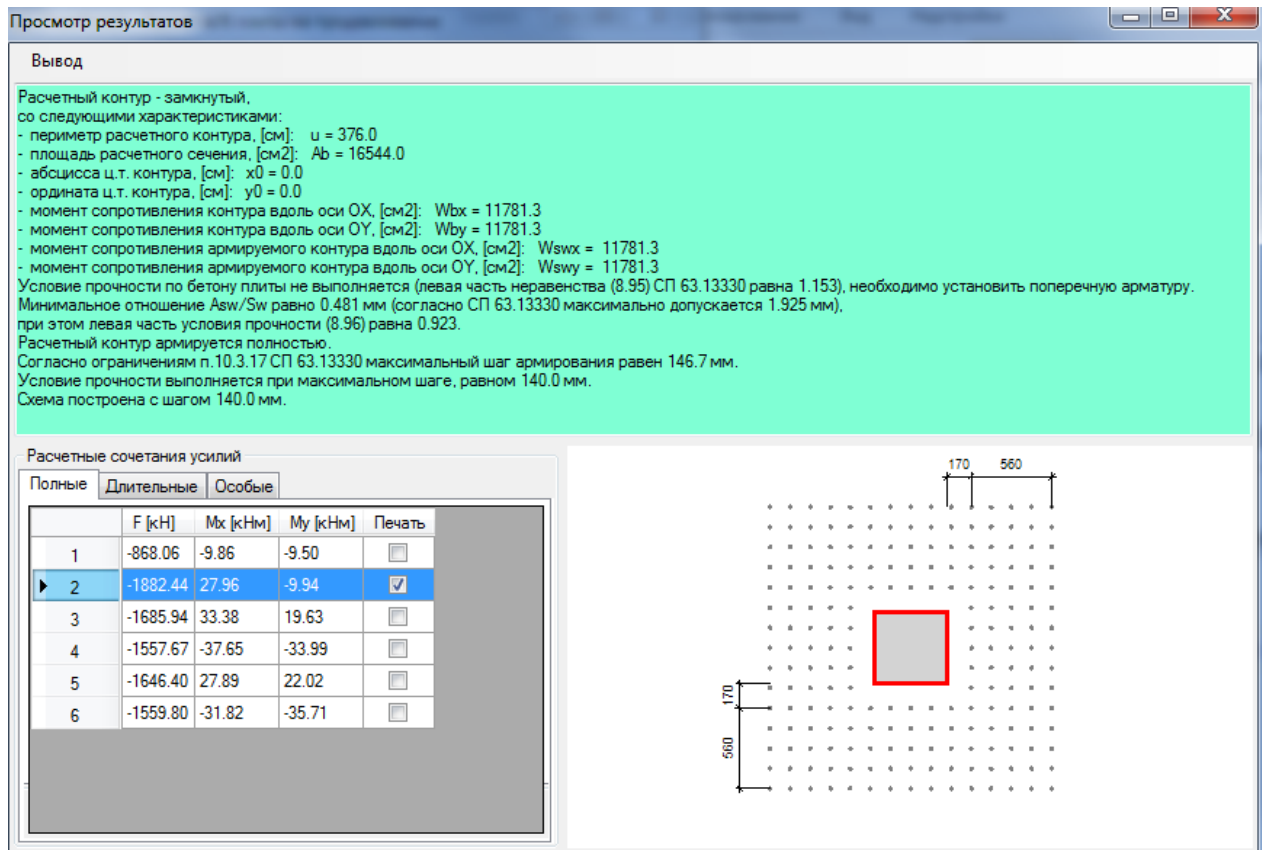 Просмотр результатов
Вывод
Расчетный контур - замкнутый,
со следующими характеристиками:
- периметр расчетного контура, [см]: u = 376.0
- площадь расчетного сечения, [см2]: Ab = 16544.0
- абсцисса ц.т. контура, [см]: x0 = 0.0
- ордината ц.т. контура, [см]: y0 = 0.0
- момент сопротивления контура вдоль оси OX, [см2]: Wbx = 11781.3
- момент сопротивления контура вдоль оси OY, [см2]: Wby = 11781.3
- момент сопротивления армируемого контура вдоль оси OX, [см2]: Wswx = 11781.3
- момент сопротивления армируемого контура вдоль оси OY, [см2]: Wswy = 11781.3
Условие прочности по бетону плиты не выполняется (левая часть неравенства (8.95) СП 63.13330 равна 1.153), необходимо установить поперечную арматуру.
Минимальное отношение Asw/Sw равно 0.481 мм (согласно СП 63.13330 максимально допускается 1.925 мм),
при этом левая часть условия прочности (8.96) равна 0.923.
Расчетный контур армируется полностью.
Согласно ограничениям п.10.3.17 СП 63.13330 максимальный шаг армирования равен 146.7 мм.
Условие прочности выполняется при максимальном шаге, равном 140.0 мм.
Схема построена с шагом 140.0 мм.
Расчетные сочетания усилий
Полные Длительные Особые
F [кН] Mx [кНм] My [кНм] Печать
1 -868.06 -9.86 -9.50
2 -1882.44 27.96 -9.94
3 -1685.94 33.38 19.63
4 -1557.67 -37.65 -33.99
5 -1646.40 27.89 22.02
6 -1559.80 -31.82 -35.71
170 560
170
560